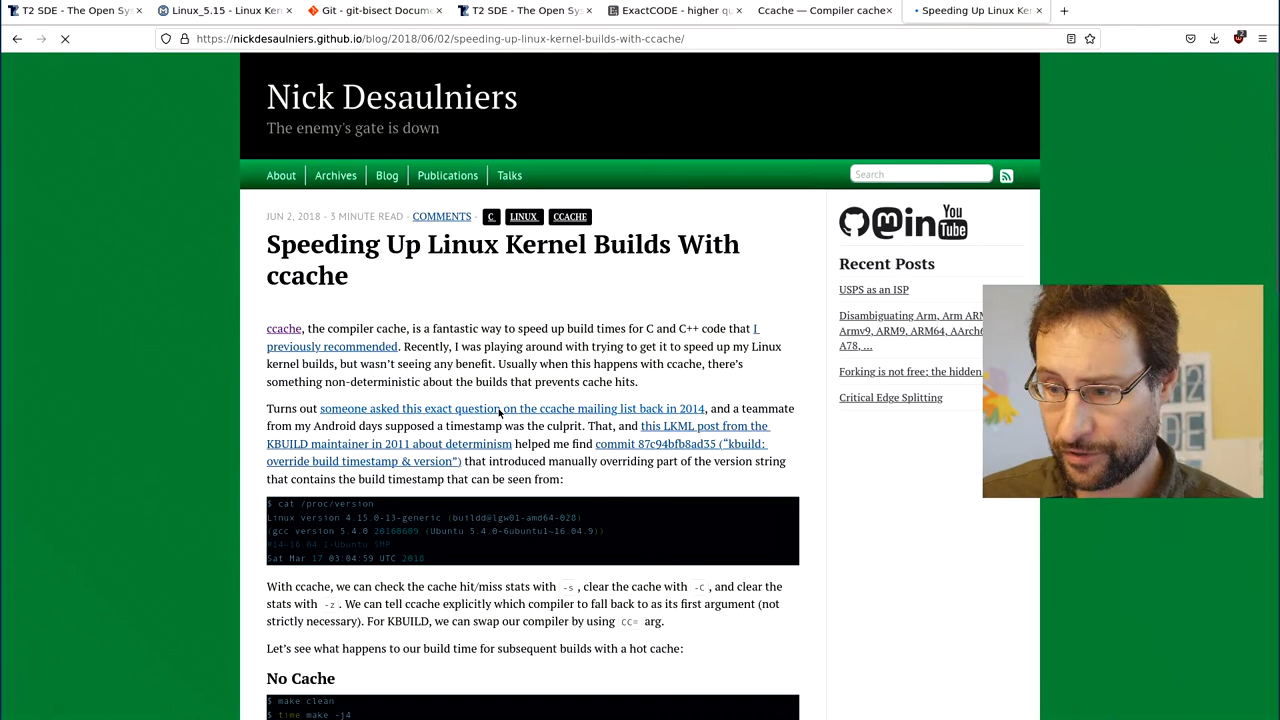 T2 SDE - The Open Sy
Linux_5.15 - Linux Ker
Git - git-bisect Docum
T2 SDE - The Open Sy
ExactCODE - higher q
Ccache — Compiler cache
Speeding Up Linux Ke
https://nickdesaulniers.github.io/blog/2018/06/02/speeding-up-linux-kernel-builds-with-ccache/
Nick Desaulniers
The enemy's gate is down
About
Archives
Blog
Publications
Talks
Search
JUN 2, 2018 - 3 MINUTE READ · COMMENTS - C LINUX CCACHE
Speeding Up Linux Kernel Builds With
ccache
ccache, the compiler cache, is a fantastic way to speed up build times for C and C++ code that I
previously recommended. Recently, I was playing around with trying to get it to speed up my Linux
kernel builds, but wasn't seeing any benefit. Usually when this happens with ccache, there's
something non-deterministic about the builds that prevents cache hits.
Turns out someone asked this exact question on the ccache mailing list back in 2014, and a teammate
from my Android days supposed a timestamp was the culprit. That, and this LKML post from the
KBUILD maintainer in 2011 about determinism helped me find commit 87c94bfb8ad35 ("kbuild:
override build timestamp & version") that introduced manually overriding part of the version string
that contains the build timestamp that can be seen from:
$ cat /proc/version
Linux version 4.15.0-13-generic (buildd@lgw01-amd64-028)
(gcc version 5.4.0 20160609 (Ubuntu 5.4.0-6ubuntu1~16.04.9))
#14~16.04.1-Ubuntu SMP
Sat Mar 17 03:04:59 UTC 2018
With ccache, we can check the cache hit/miss stats with -s, clear the cache with -C, and clear the
stats with -z. We can tell ccache explicitly which compiler to fall back to as its first argument (not
strictly necessary). For KBUILD, we can swap our compiler by using CC= arg.
Let's see what happens to our build time for subsequent builds with a hot cache:
No Cache
$ make clean
$ time make -j4
You
Tube
Recent Posts
USPS as an ISP
Disambiguating Arm, Arm ARM
Armv9, ARM9, ARM64, AArch6
A78, …
Forking is not free; the hidden
Critical Edge Splitting